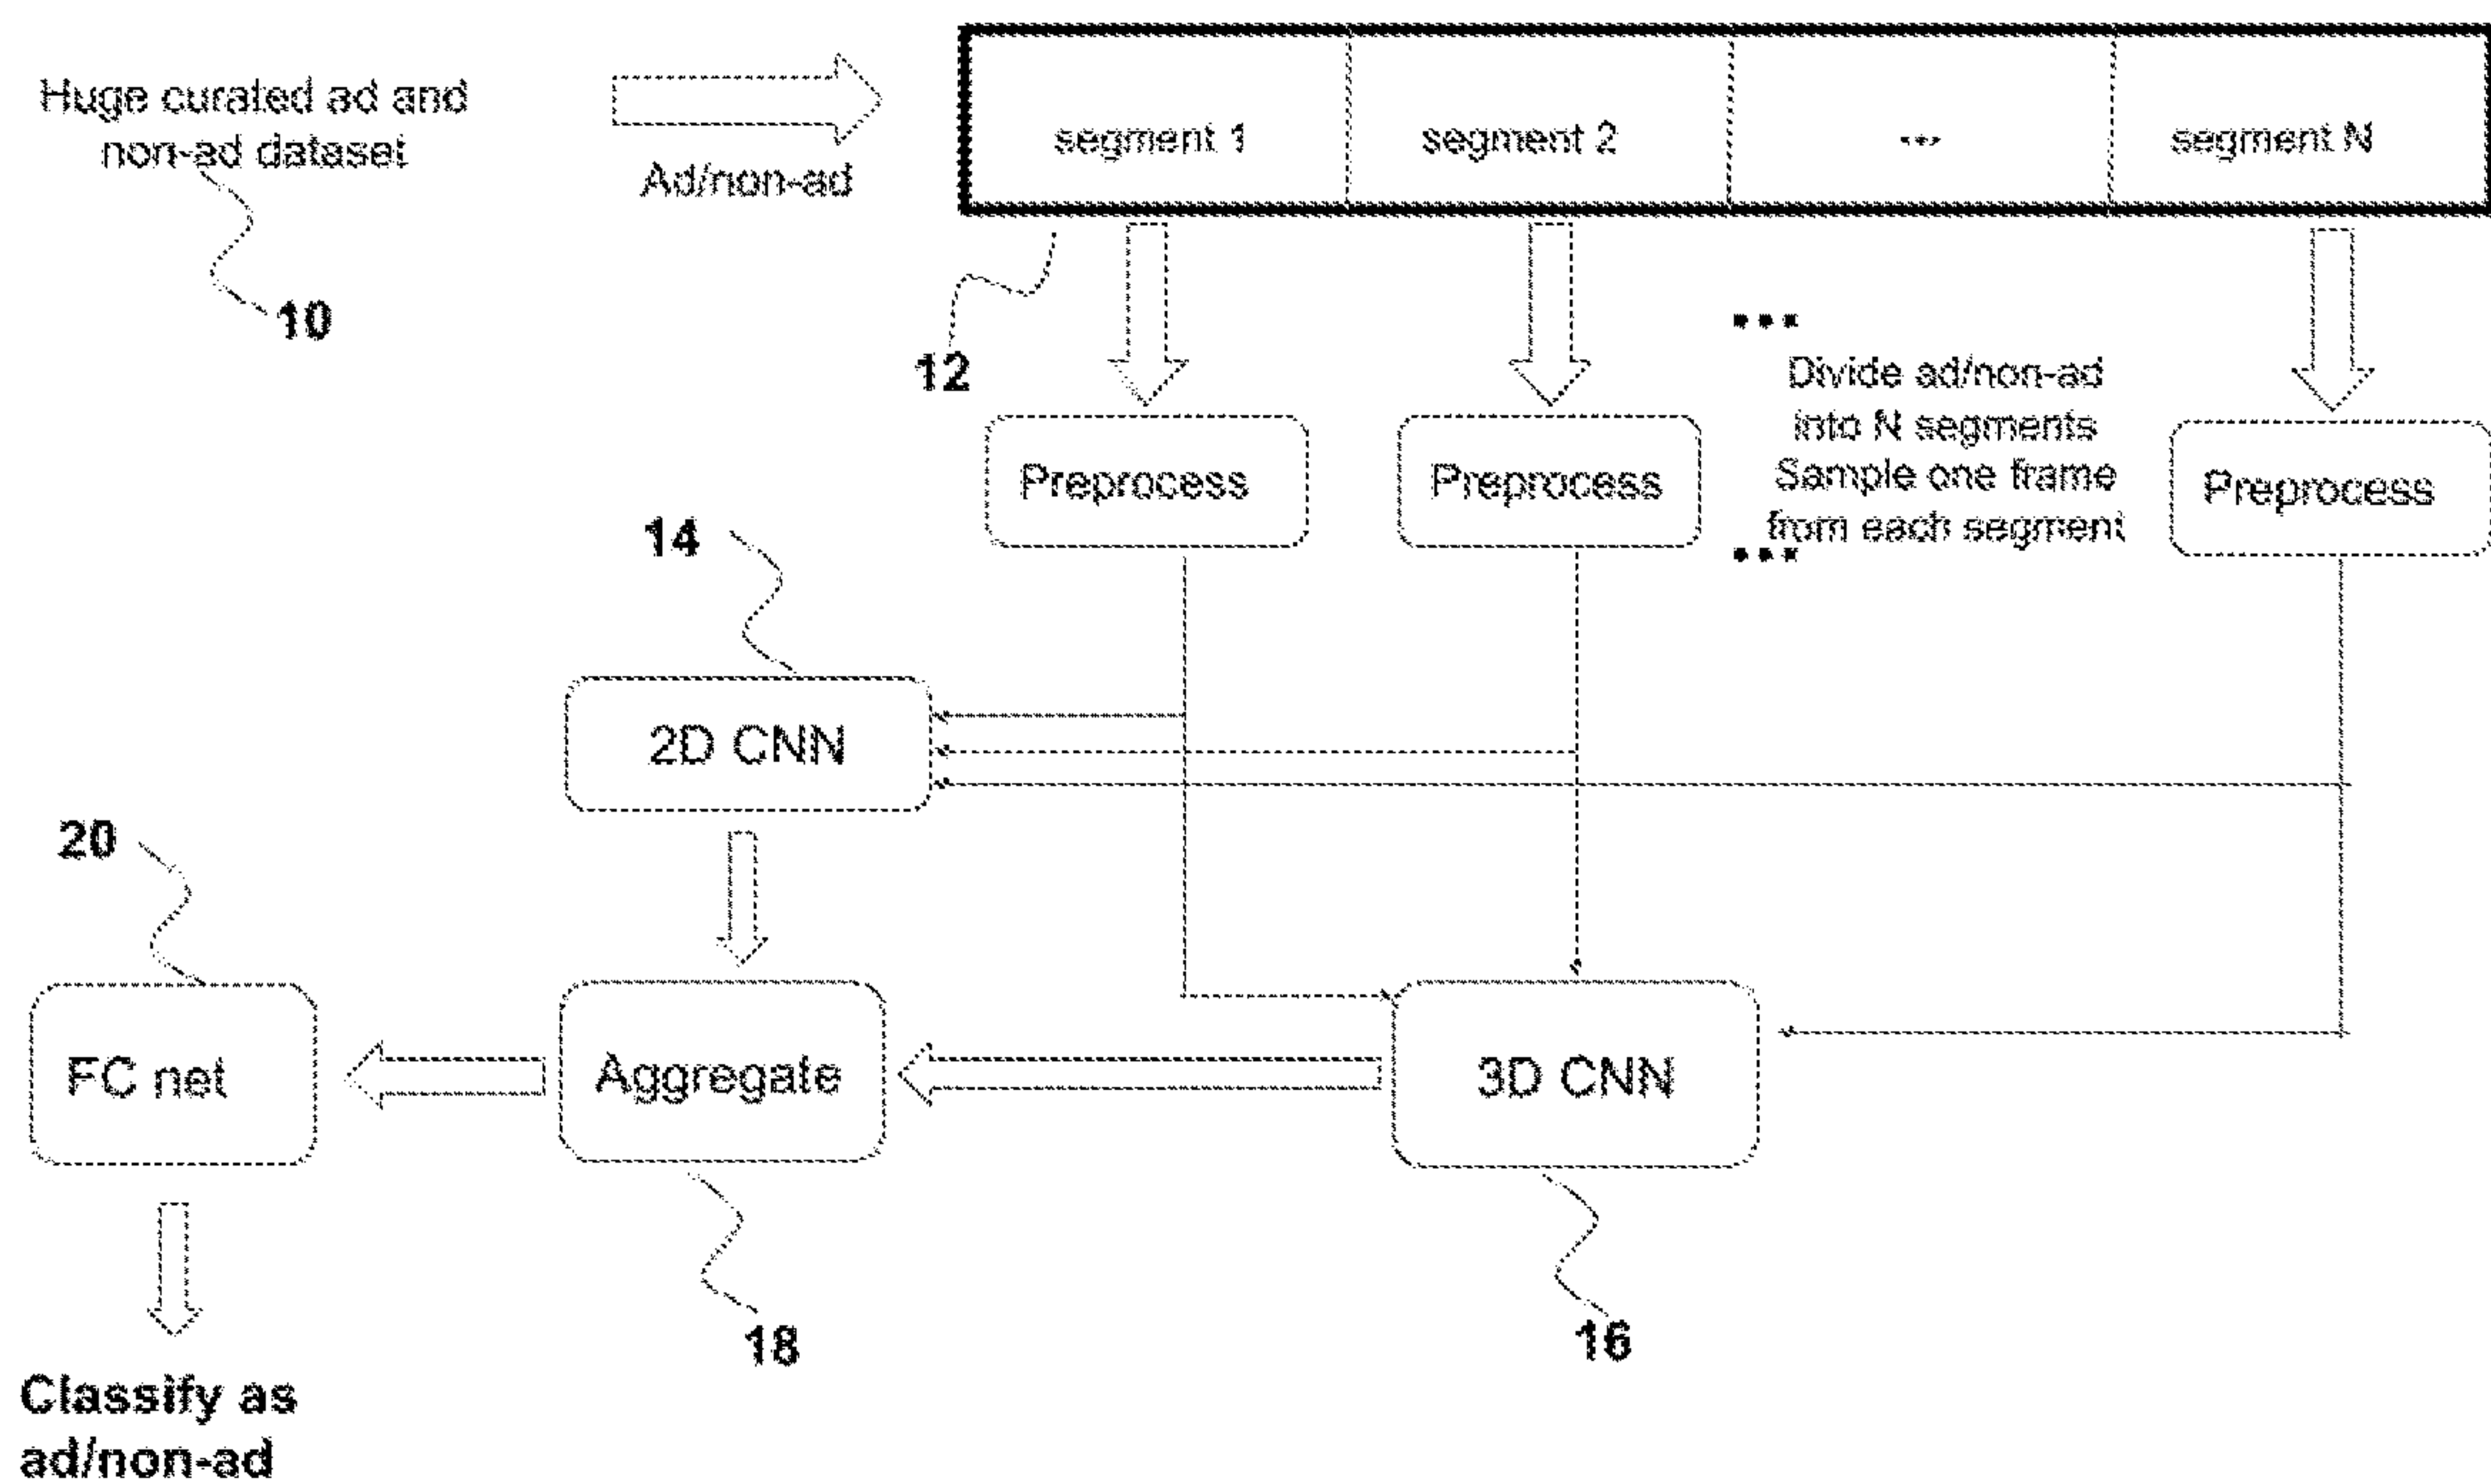 Huge curated ad and
non-ad dataset
10
Ad/non-ad
segment 1
segment 2
...
segment N
12
...
Divide ad/non-ad
into N segments
Sample one frame
from each segment
...
Preprocess
Preprocess
Preprocess
14
2D CNN
20
FC net
Aggregate
3D CNN
18
16
Classify as
ad/non-ad